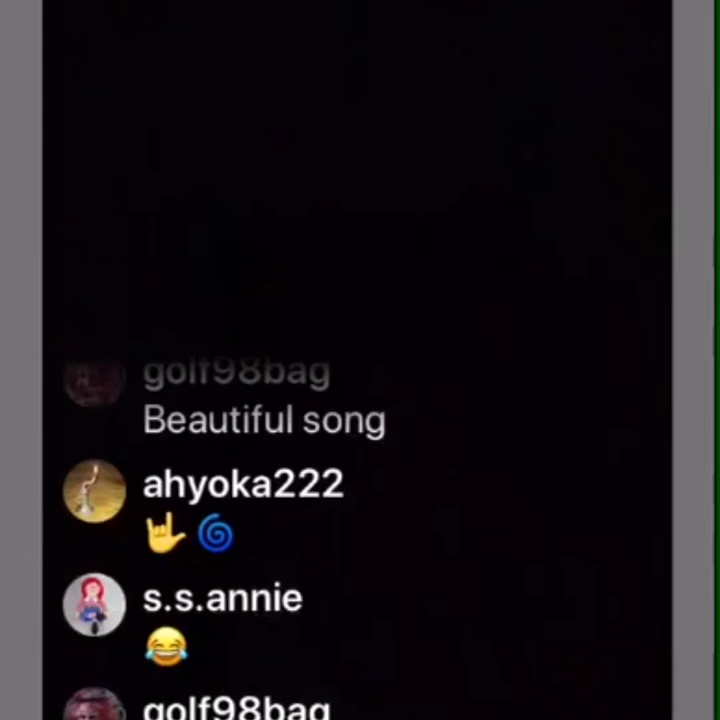 golf98bag
Beautiful song
ahyoka222
🤟🌀
s.s.annie
😂
golf98bag